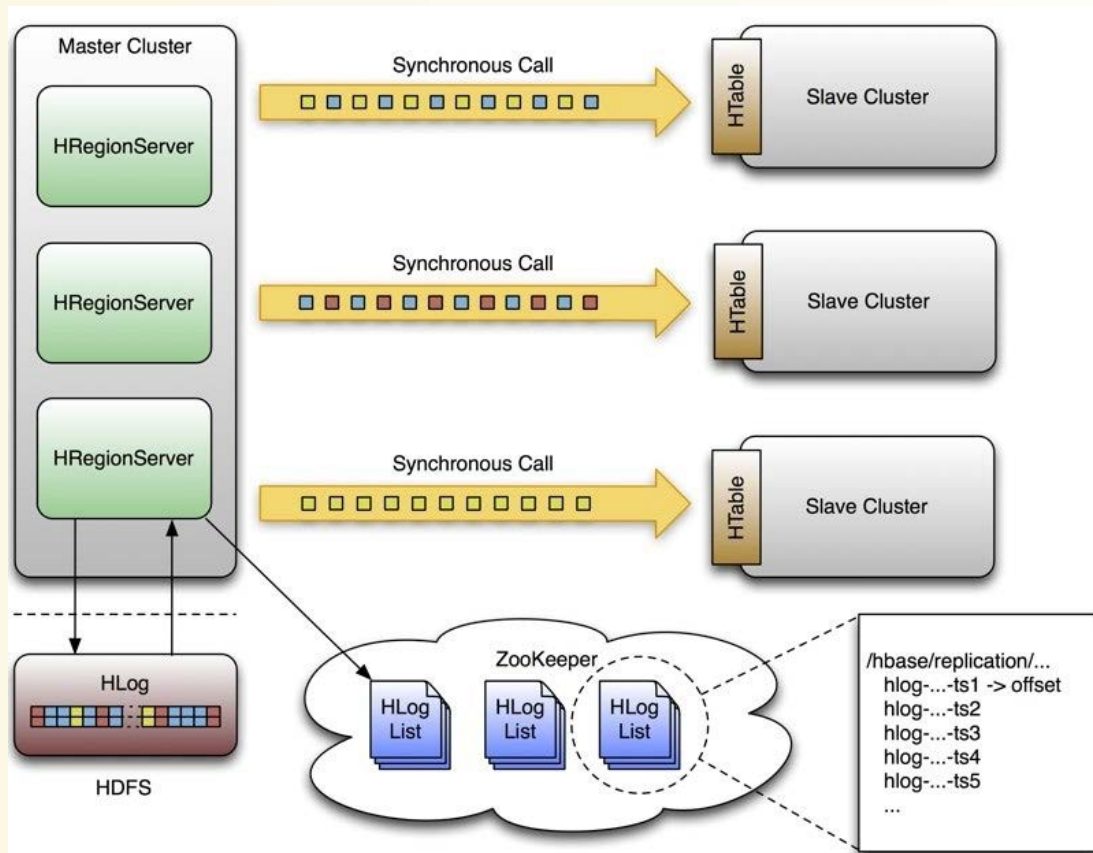 Master Cluster
HRegionServer
HRegionServer
HRegionServer
Synchronous Call
HTable
Slave Cluster
Synchronous Call
HTable
Slave Cluster
Synchronous Call
HTable
Slave Cluster
HLog
HDFS
ZooKeeper
HLog
List
HLog
List
HLog
List
/hbase/replication/...
hlog-...-ts1 -> offset
hlog-...-ts2
hlog-...-ts3
hlog-...-ts4
hlog-...-ts5
...